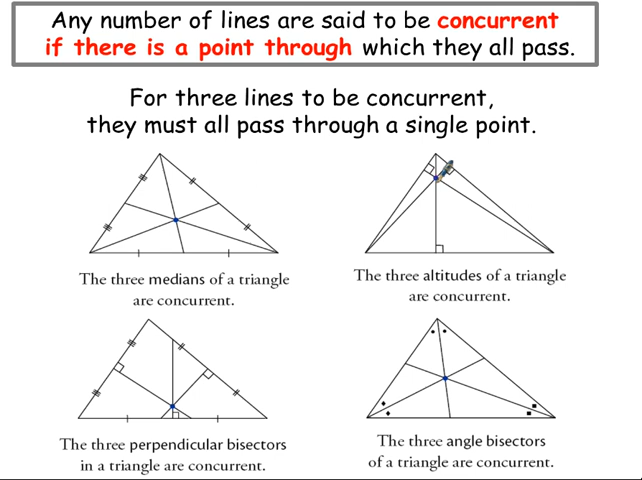 Any number of lines are said to be concurrent
if there is a point through which they all pass.
For three lines to be concurrent,
they must all pass through a single point.
The three medians of a triangle
are concurrent.
The three altitudes of a triangle
are concurrent.
The three perpendicular bisectors
in a triangle are concurrent.
The three angle bisectors
of a triangle are concurrent.